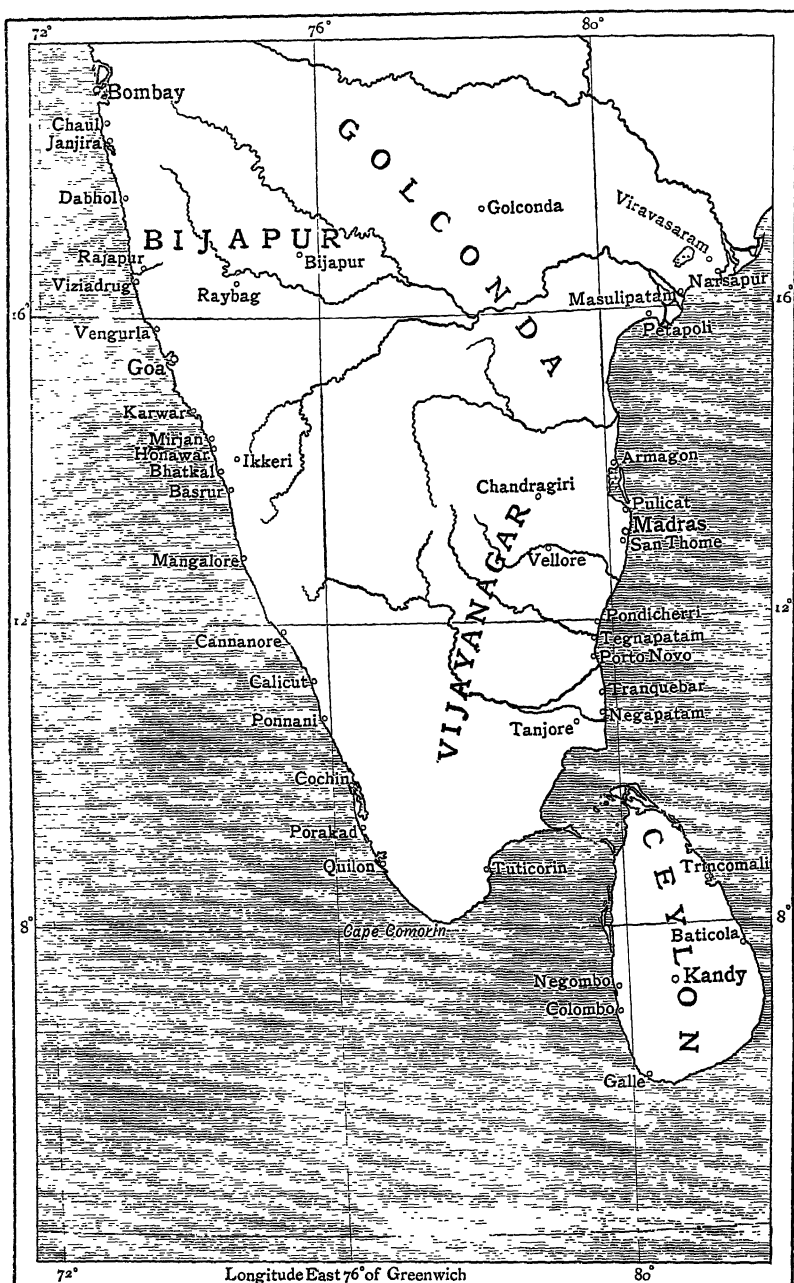 72°
76°
80°
Bombay
Chaul
Janjira
GOLCONDA
Dabhol
Golconda
Viravasaram
BIJAPUR
Rajapur
Bijapur
Viziadrug
Raybag
Masulipatam
Narsapur
16°
16°
Petapoli
Vengurla
Goa
Karwar
Mirjan
Honawar
Ikkeri
Armagon
Bhatkal
Basrur
Chandragiri
Pulicat
Madras
San Thome
Mangalore
Vellore
VIJAYANAGAR
12°
12°
Pondicherri
Cannanore
Tegnapatam
Porto Novo
Calicut
Tranquebar
Ponnani
Tanjore
Negapatam
Cochin
Porakad
CEYLON
Quilon
Tuticorin
Trincomali
8°
8°
Cape Comorin
Baticola
Negombo
Kandy
Colombo
Galle
72°
Longitude East 76° of Greenwich
80°